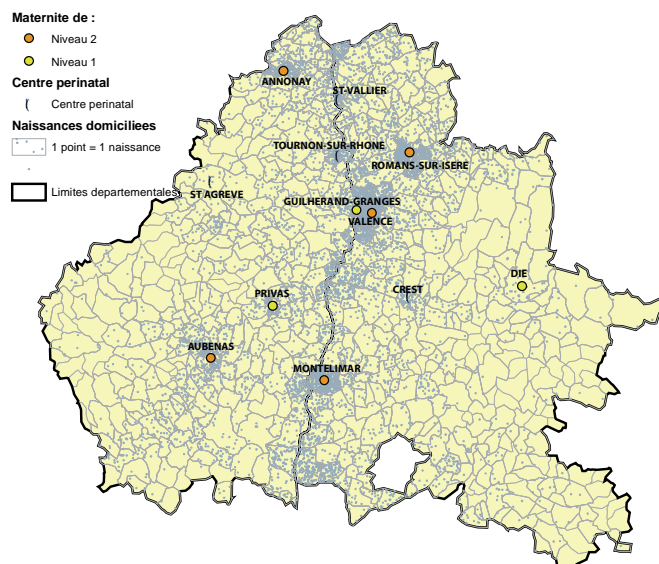 Maternite de :
Niveau 2
Niveau 1
Centre perinatal
Centre perinatal
Naissances domiciliees
1 point = 1 naissance
Limites departementales
ANNONAY
ST-VALLIER
TOURNON-SUR-RHONE
ROMANS-SUR-ISERE
ST AGREVE
GUILHERAND-GRANGES
VALENCE
DIE
PRIVAS
CREST
AUBENAS
MONTELIMAR